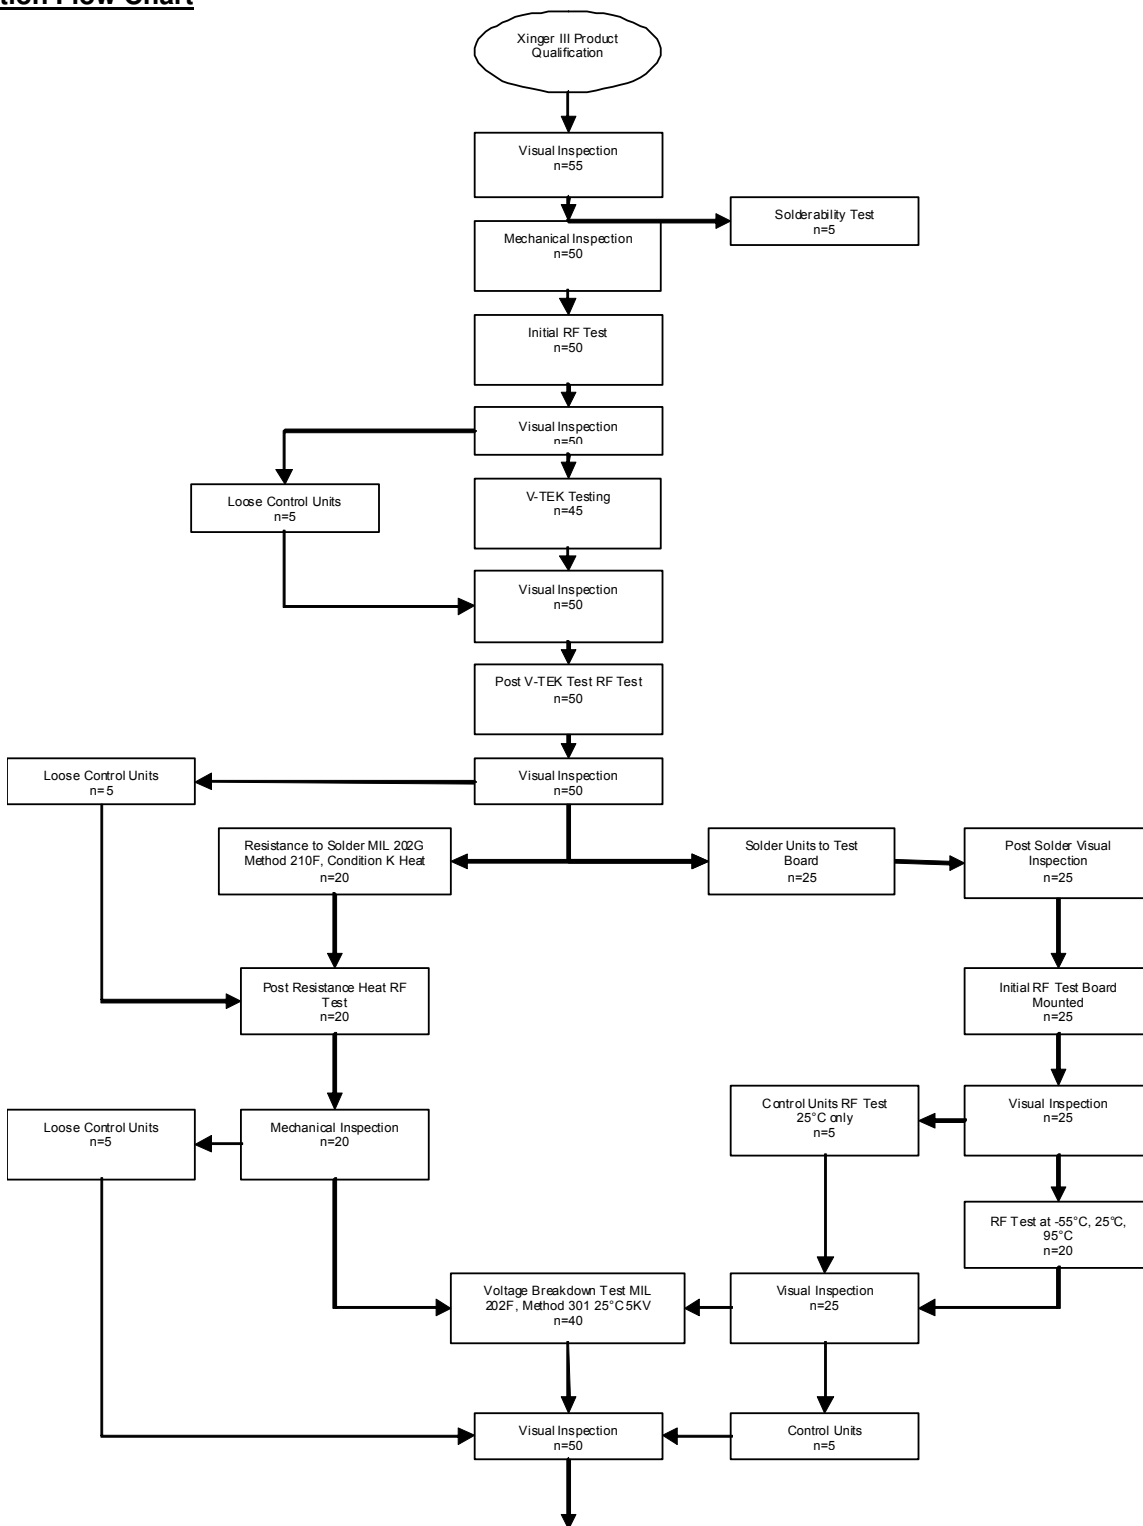 tion Flow Chart
Xinger III Product
Qualification
Visual Inspection
n=55
Solderability Test
n=5
Mechanical Inspection
n=50
Initial RF Test
n=50
Visual Inspection
n=50
Loose Control Units
n=5
V-TEK Testing
n=45
Visual Inspection
n=50
Post V-TEK Test RF Test
n=50
Loose Control Units
n= 5
Visual Inspection
n=50
Resistance to Solder MIL 202G
Method 210F, Condition K Heat
n=20
Solder Units to Test
Board
n=25
Post Solder Visual
Inspection
n=25
Post Resistance Heat RF
Test
n=20
Initial RF Test Board
Mounted
n=25
Loose Control Units
n=5
Mechanical Inspection
n=20
Control Units RF Test
25°C only
n=5
Visual Inspection
n=25
RF Test at -55°C, 25°C,
95°C
n=20
Voltage Breakdown Test MIL
202F, Method 301 25°C 5KV
n=40
Visual Inspection
n=25
Visual Inspection
n=50
Control Units
n=5